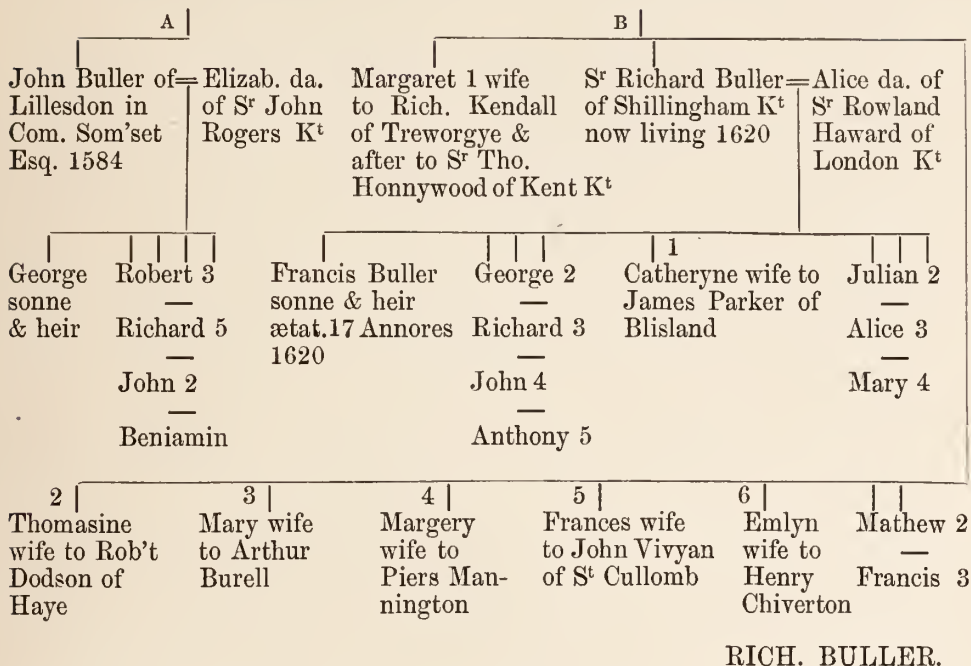 A
B
John Buller of
Lillesdon in
Com. Som'set
Esq. 1584
Elizab. da.
of Sʳ John
Rogers Kᵗ
Margaret 1 wife
to Rich. Kendall
of Treworgye &
after to Sʳ Tho.
Honnywood of Kent Kᵗ
Sʳ Richard Buller
of Shillingham Kᵗ
now living 1620
Alice da. of
Sʳ Rowland
Haward of
London Kᵗ
George
sonne
& heir
Robert 3
Richard 5
John 2
Beniamin
Francis Buller
sonne & heir
ætat.17 Annores
1620
George 2
Richard 3
John 4
Anthony 5
1
Catheryne wife to
James Parker of
Blisland
Julian 2
Alice 3
Mary 4
2
Thomasine
wife to Rob't
Dodson of
Haye
3
Mary wife
to Arthur
Burell
4
Margery
wife to
Piers Man-
nington
5
Frances wife
to John Vivyan
of Sᵗ Cullomb
6
Emlyn
wife to
Henry
Chiverton
Mathew 2
Francis 3
RICH. BULLER.